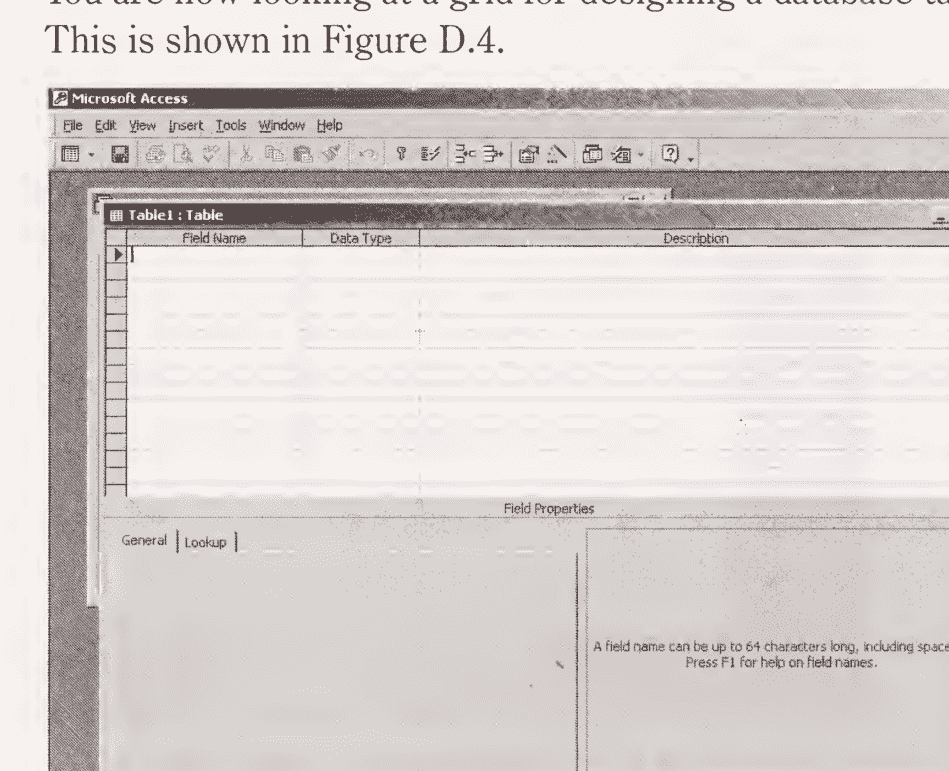 You are now looking at a grid for designing a database
This is shown in Figure D.4.
Microsoft Access
File Edit View Insert Tools Window Help
Table1 : Table
Field Name Data Type Description
Field Properties
General Lookup
A field name can be up to 64 characters long, including space
Press F1 for help on field names.